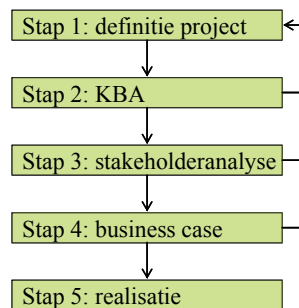 Stap 1: definitie project
Stap 2: KBA
Stap 3: stakeholderanalyse
Stap 4: business case
Stap 5: realisatie